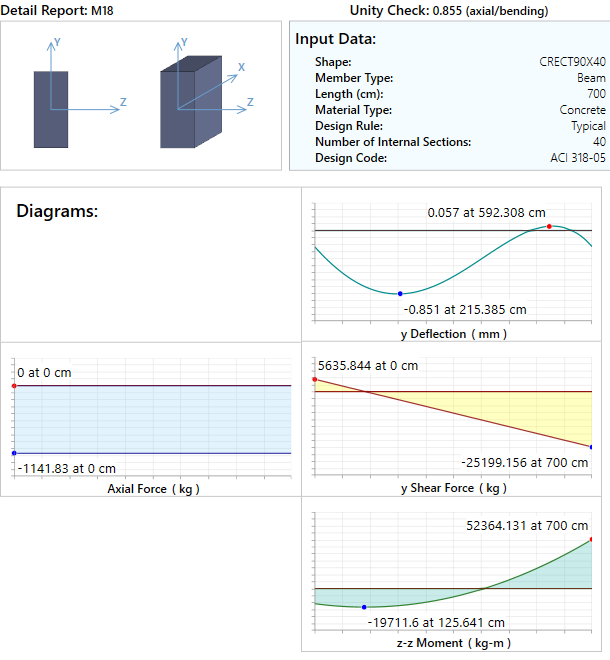 Detail Report: M18
Unity Check: 0.855 (axial/bending)
Y
Z
Y
X
Z
Input Data:
Shape: CRECT90X40
Member Type: Beam
Length (cm): 700
Material Type: Concrete
Design Rule: Typical
Number of Internal Sections: 40
Design Code: ACI 318-05
Diagrams:
0.057 at 592.308 cm
-0.851 at 215.385 cm
y Deflection ( mm )
0 at 0 cm
-1141.83 at 0 cm
Axial Force ( kg )
5635.844 at 0 cm
-25199.156 at 700 cm
y Shear Force ( kg )
52364.131 at 700 cm
-19711.6 at 125.641 cm
z-z Moment ( kg-m )